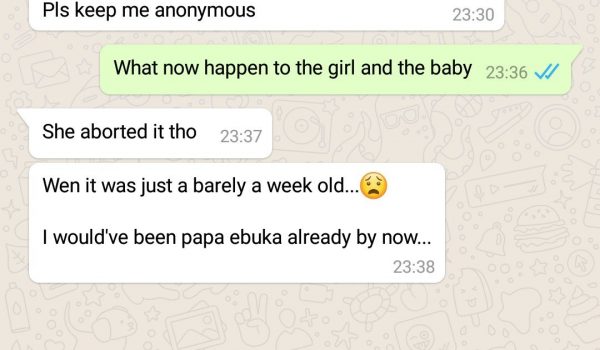 Pls keep me anonymous
23:30
What now happen to the girl and the baby 23:36
She aborted it tho 23:37
Wen it was just a barely a week old...😧
I would've been papa ebuka already by now...
23:38